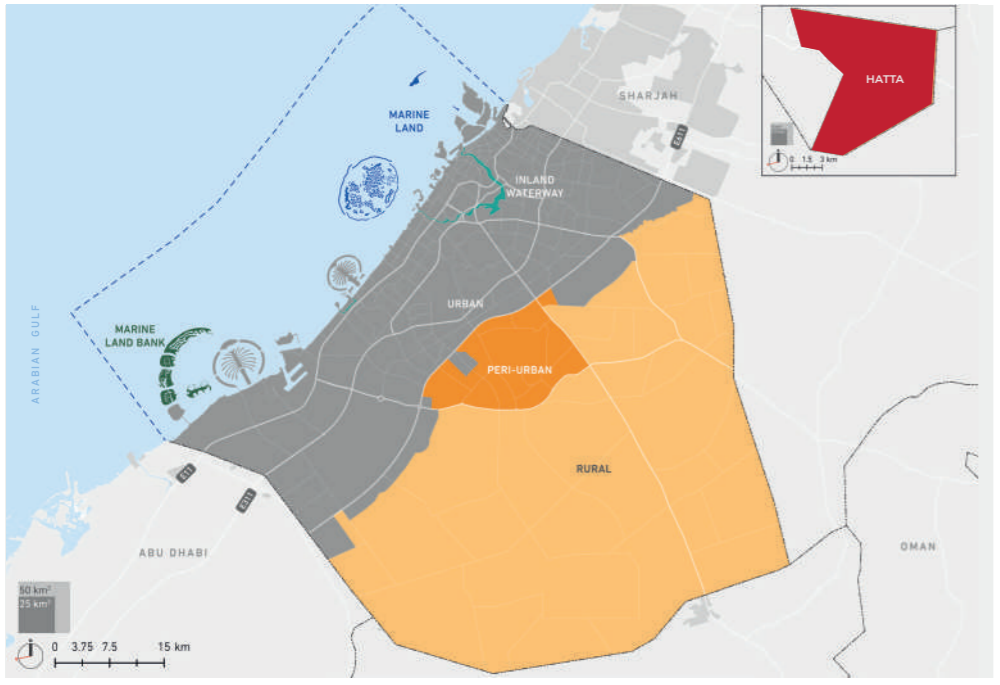 SHARJAH
E611
HATTA
0 1.5 3 km
MARINE
LAND
INLAND
WATERWAY
URBAN
MARINE
LAND BANK
ARABIAN GULF
PERI-URBAN
RURAL
E11
E311
ABU DHABI
OMAN
50 km²
25 km²
0 3.75 7.5 15 km